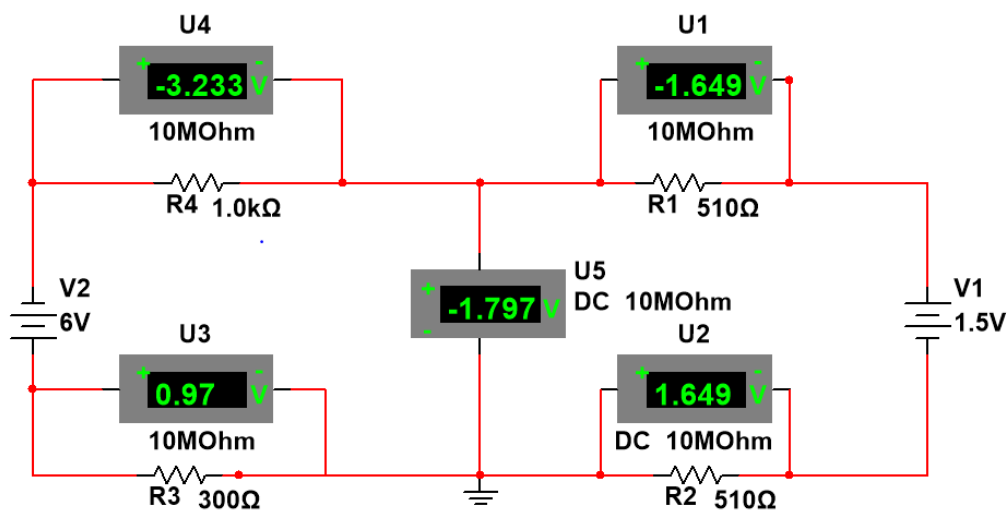 U4
U1
+ -3.233 V -
+ -1.649 V -
10MOhm
10MOhm
R4 1.0kΩ
R1 510Ω
V2
6V
U5
DC 10MOhm
+ -1.797 V
-
V1
1.5V
U3
U2
+ 0.97 V -
+ 1.649 V -
10MOhm
DC 10MOhm
R3 300Ω
R2 510Ω